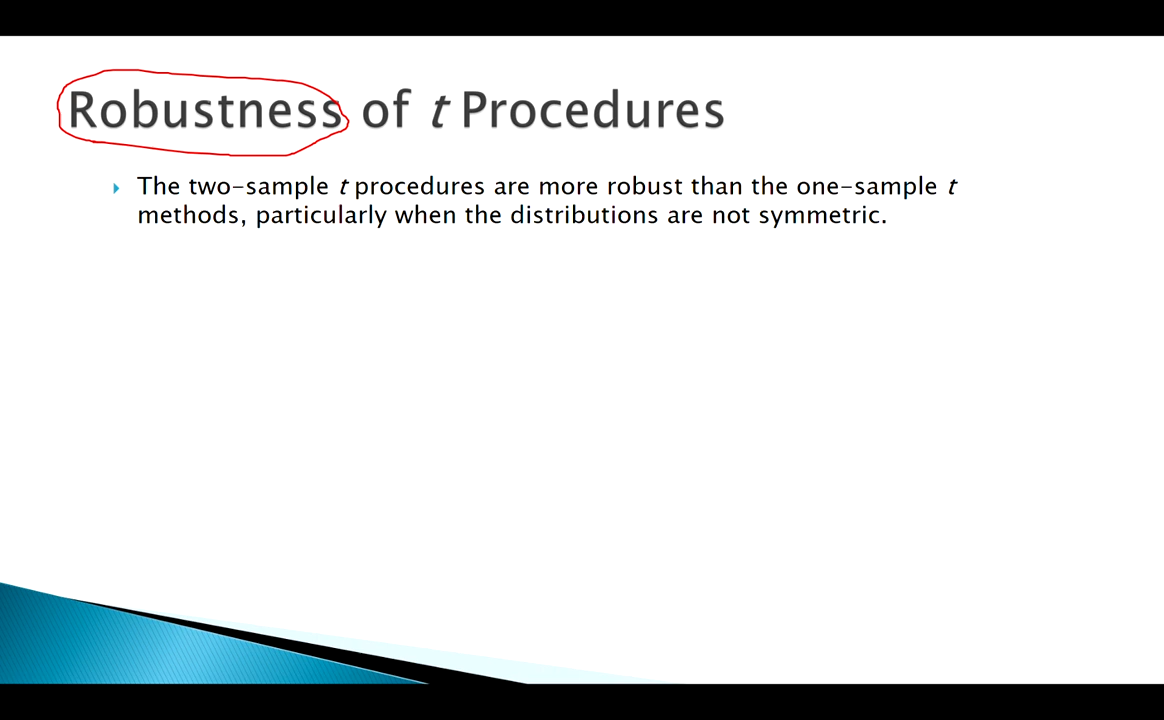 Robustness of t Procedures
The two-sample t procedures are more robust than the one-sample t
methods, particularly when the distributions are not symmetric.